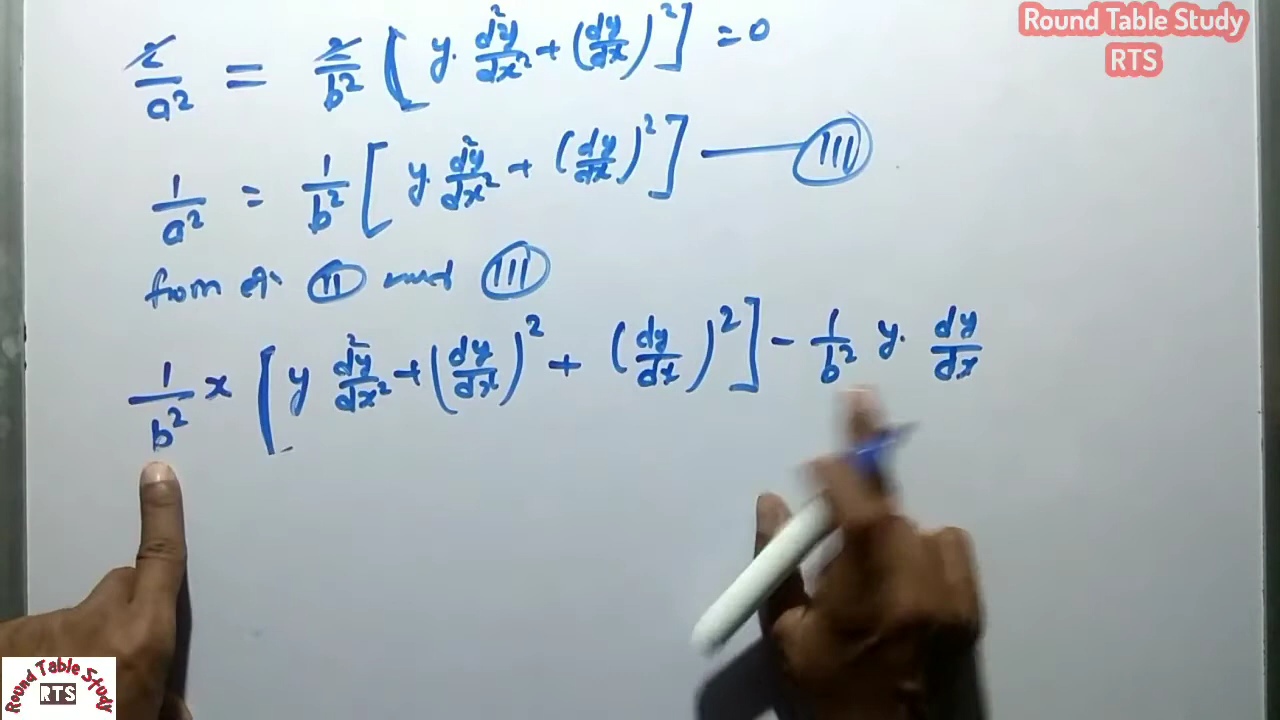 Round Table Study
RTS
2/a² = 2/b² [ y. d²y/dx² + (dy/dx)² ] = 0
1/a² = 1/b² [ y. d²y/dx² + (dy/dx)² ] — III
from II and III
1/b² x [ y d²y/dx² + (dy/dx)² + (dy/dx)² ] - 1/b² y. dy/dx
Round Table Study
RTS